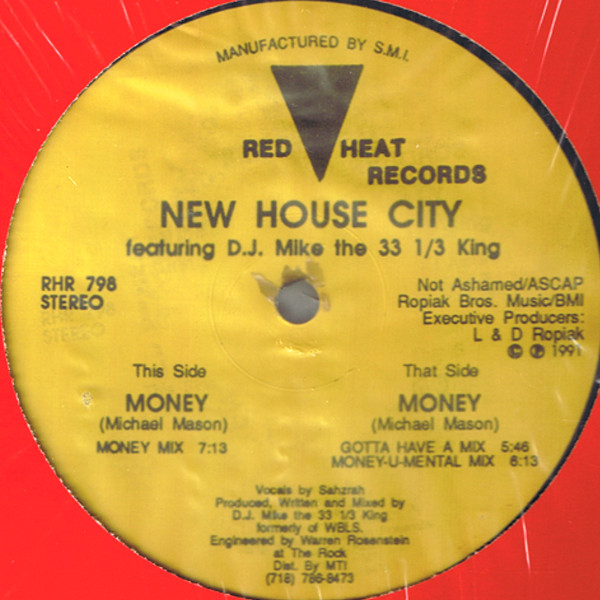 MANUFACTURED BY S.M.I.
RED HEAT
RECORDS
NEW HOUSE CITY
featuring D.J. Mike the 33 1/3 King
RHR 798
STEREO
Not Ashamed/ASCAP
Ropiak Bros. Music/BMI
Executive Producers:
L & D Ropiak
© ℗ 1991
This Side
MONEY
(Michael Mason)
MONEY MIX 7:13
That Side
MONEY
(Michael Mason)
GOTTA HAVE A MIX 5:46
MONEY-U-MENTAL MIX 6:13
Vocals by Sahzrah
Produced, Written and Mixed by
D.J. Mike the 33 1/3 King
formerly of WBLS.
Engineered by Warren Rosenstein
at The Rock
Dist. By MTI
(718) 786-8473